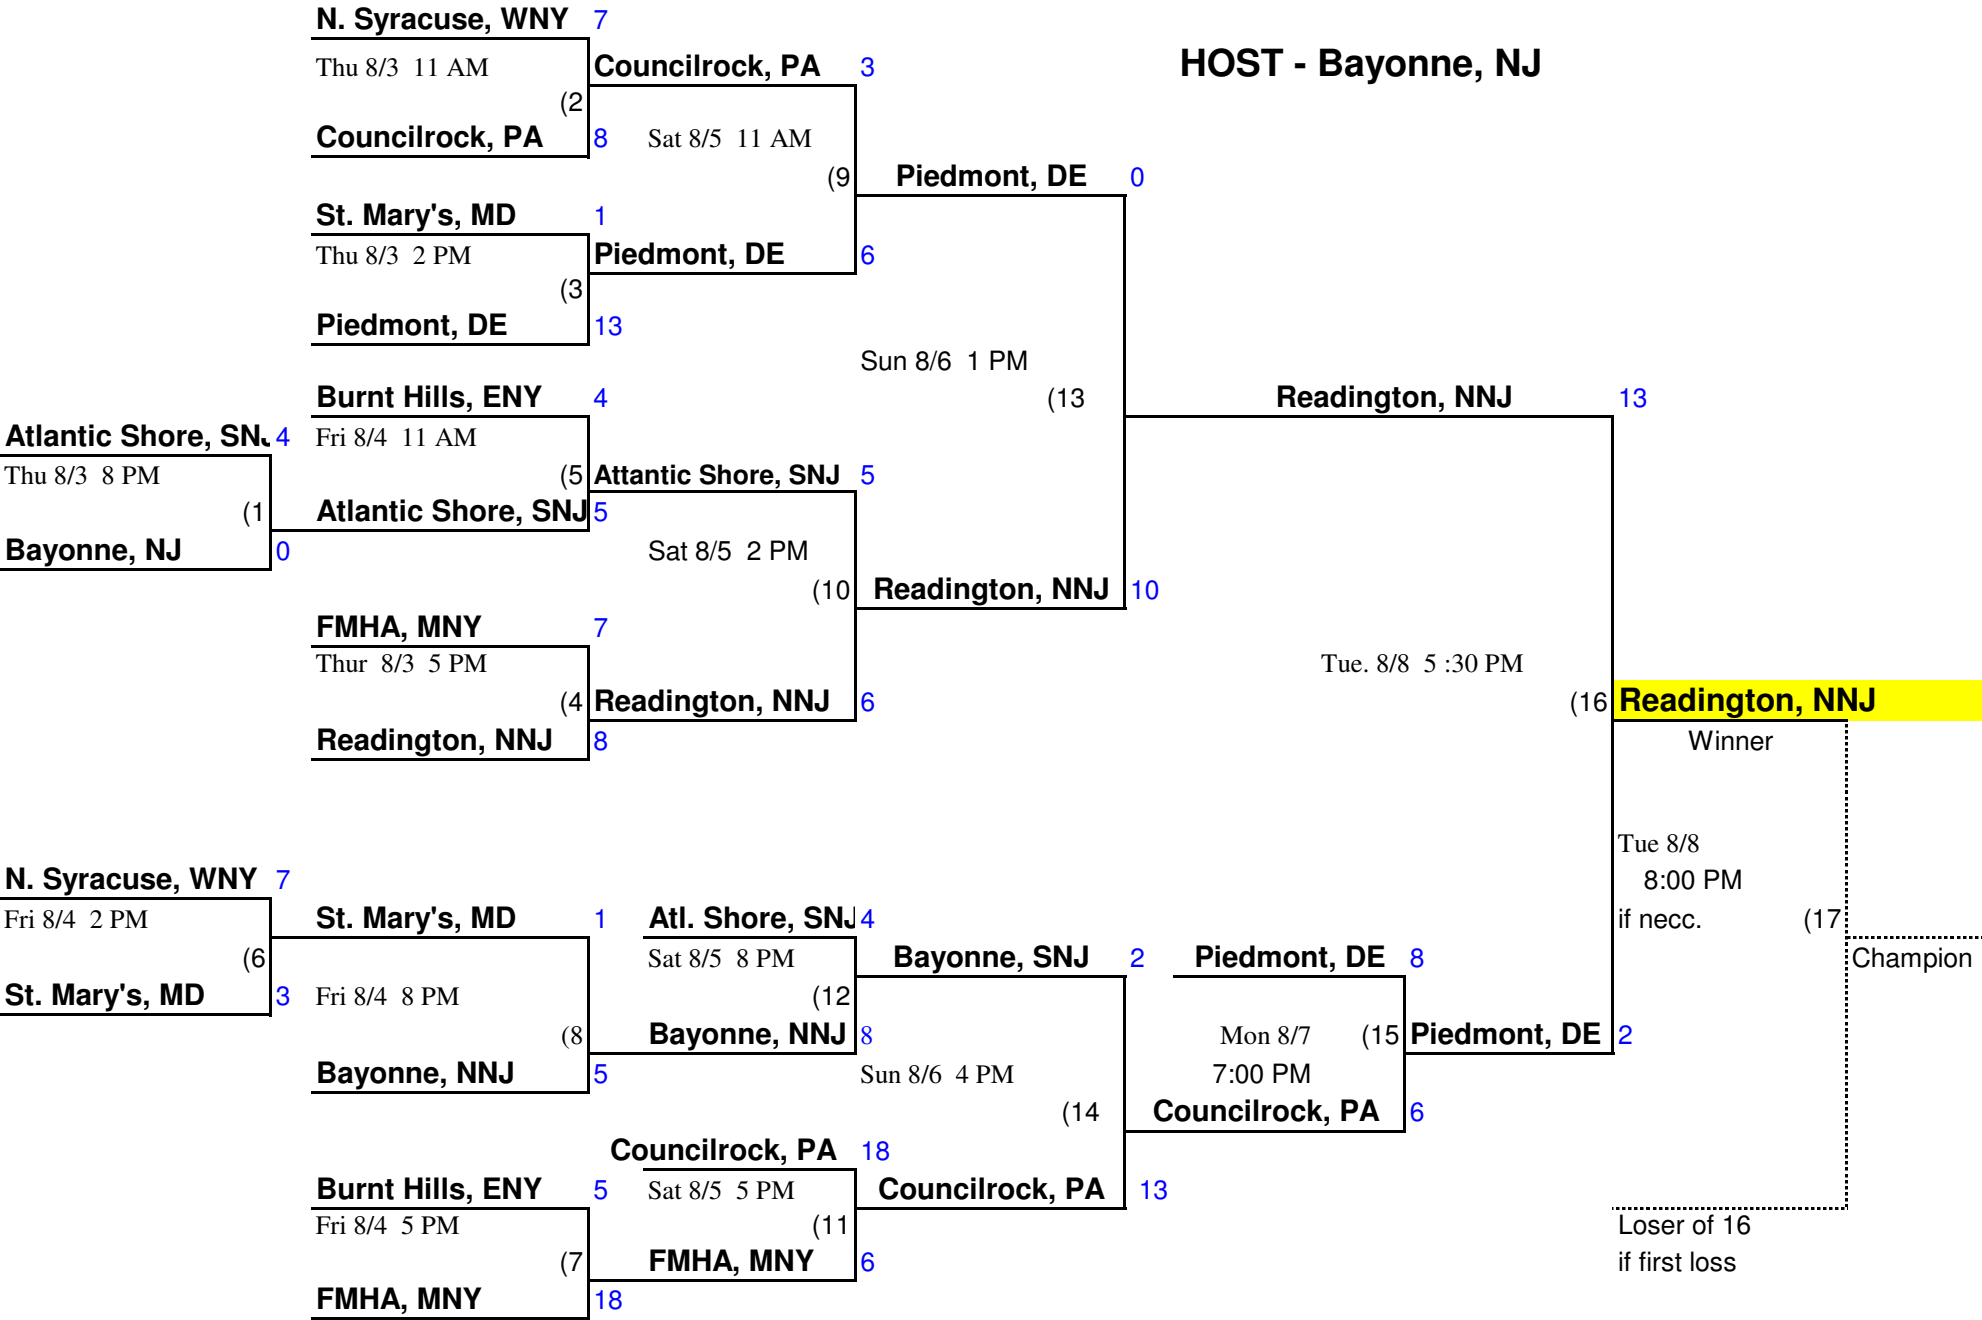 N. Syracuse, WNY 7
Thu 8/3 11 AM
Councilrock, PA 3
HOST - Bayonne, NJ
(2
Councilrock, PA 8
Sat 8/5 11 AM
(9
Piedmont, DE 0
St. Mary's, MD 1
Thu 8/3 2 PM
Piedmont, DE 6
(3
Piedmont, DE 13
Sun 8/6 1 PM
Burnt Hills, ENY 4
(13
Readington, NNJ 13
Atlantic Shore, SNJ 4
Fri 8/4 11 AM
Thu 8/3 8 PM
(5
Attantic Shore, SNJ 5
(1
Atlantic Shore, SNJ 5
Bayonne, NJ 0
Sat 8/5 2 PM
(10
Readington, NNJ 10
FMHA, MNY 7
Thur 8/3 5 PM
Tue. 8/8 5 :30 PM
(4
Readington, NNJ 6
(16
Readington, NNJ
Readington, NNJ 8
Winner
Tue 8/8
N. Syracuse, WNY 7
8:00 PM
Fri 8/4 2 PM
St. Mary's, MD 1
Atl. Shore, SNJ 4
if necc.
(17
(6
Sat 8/5 8 PM
Bayonne, SNJ 2
Piedmont, DE 8
Champion
St. Mary's, MD 3
Fri 8/4 8 PM
(12
(8
Bayonne, NNJ 8
Mon 8/7
(15
Piedmont, DE 2
Bayonne, NNJ 5
Sun 8/6 4 PM
7:00 PM
(14
Councilrock, PA 6
Councilrock, PA 18
Burnt Hills, ENY 5
Sat 8/5 5 PM
Councilrock, PA 13
Fri 8/4 5 PM
(11
Loser of 16
(7
FMHA, MNY 6
if first loss
FMHA, MNY 18